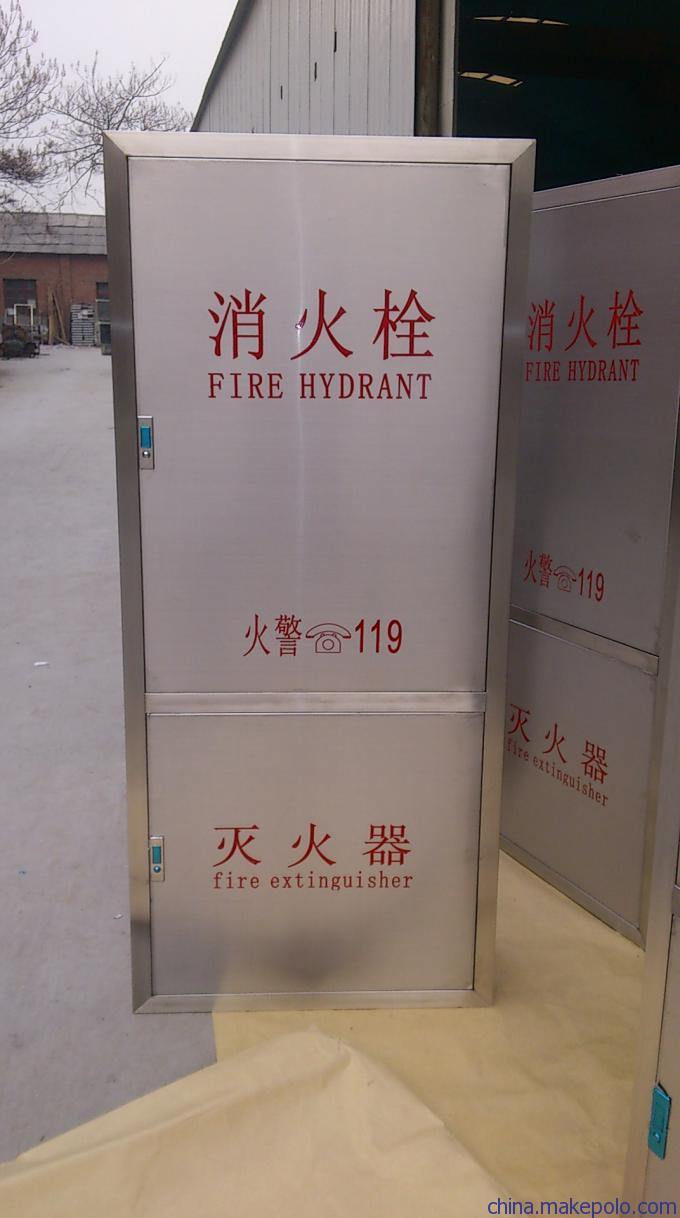 消火栓
FIRE HYDRANT
火警☏119
灭火器
fire extinguisher
消火栓
FIRE HYDRANT
火警☏119
灭火器
fire extinguisher
china.makepolo.com